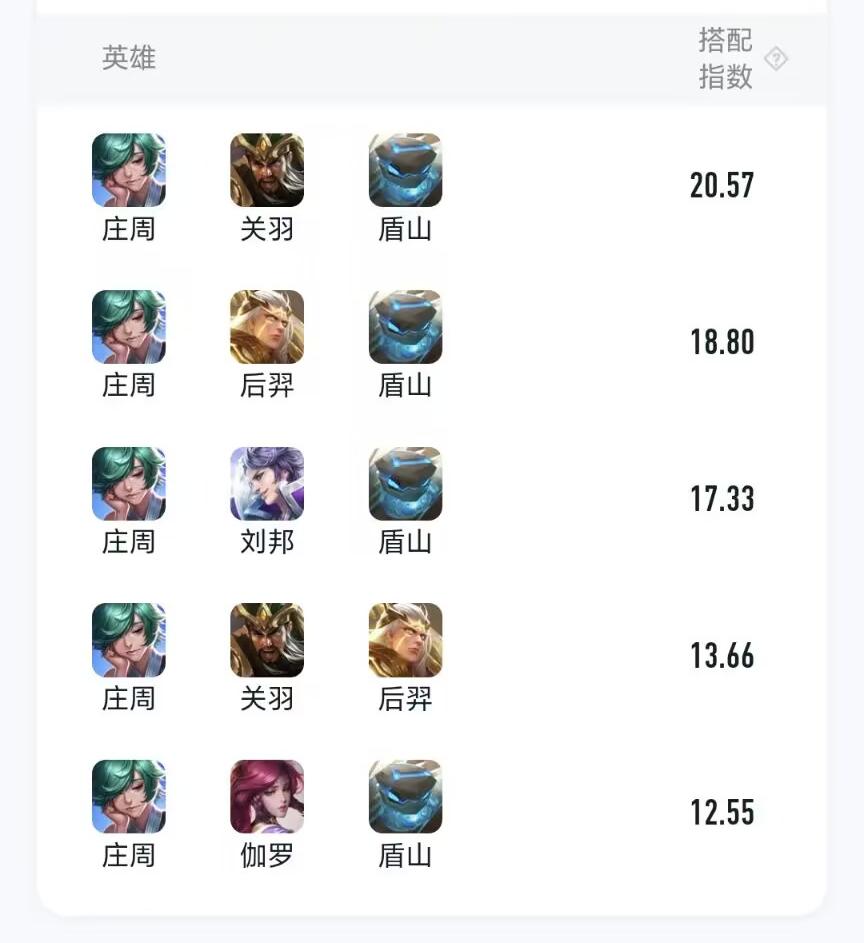 英雄
搭配
指数
?
庄周 关羽 盾山 20.57
庄周 后羿 盾山 18.80
庄周 刘邦 盾山 17.33
庄周 关羽 后羿 13.66
庄周 伽罗 盾山 12.55